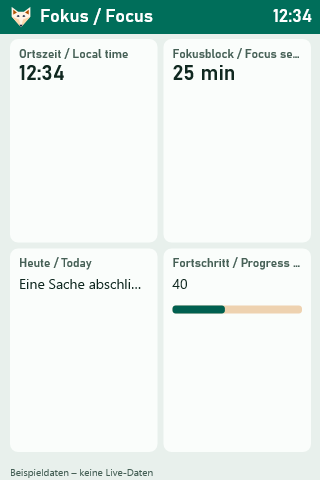 Fokus / Focus 12:34
Ortszeit / Local time
12:34
Fokusblock / Focus se…
25 min
Heute / Today
Eine Sache abschli…
Fortschritt / Progress …
40
Beispieldaten – keine Live-Daten